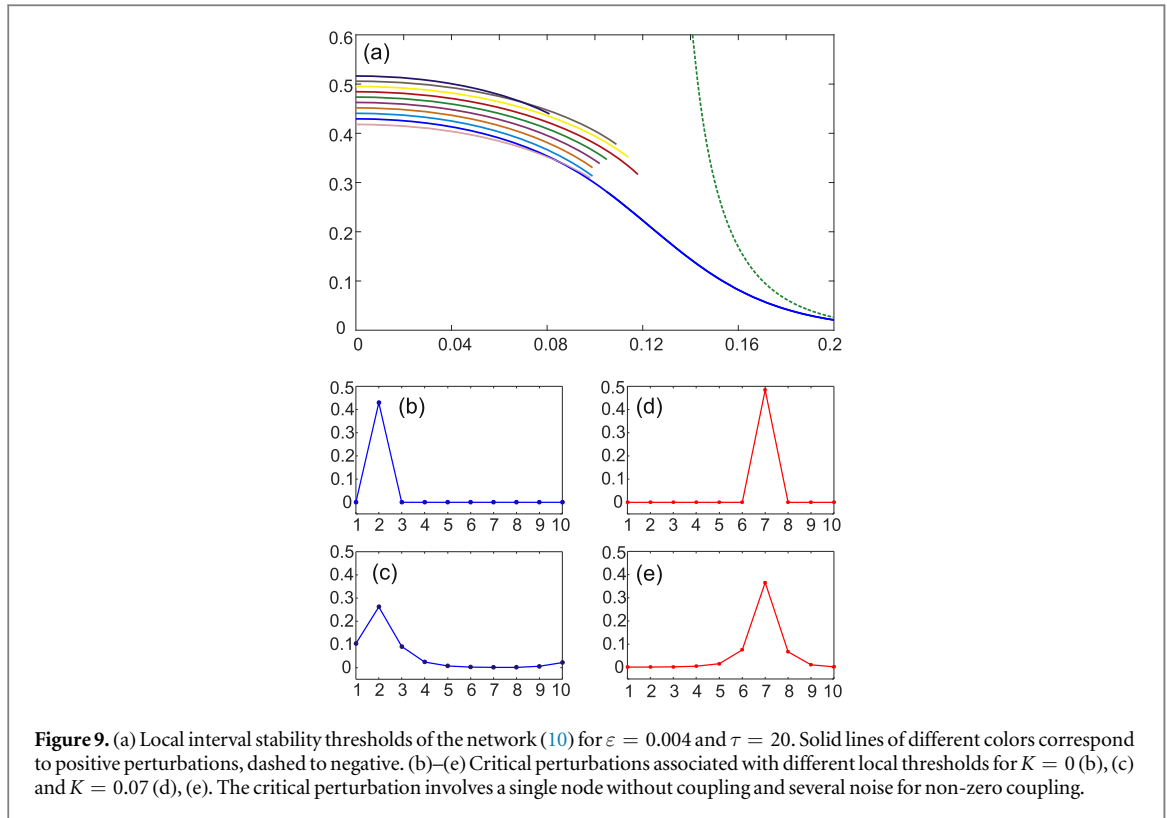 (a)
0.6
0.5
0.4
0.3
0.2
0.1
0
0 0.04 0.08 0.12 0.16 0.2
(b)
0.5
0.4
0.3
0.2
0.1
0
1 2 3 4 5 6 7 8 9 10
(d)
0.5
0.4
0.3
0.2
0.1
0
1 2 3 4 5 6 7 8 9 10
(c)
0.5
0.4
0.3
0.2
0.1
0
1 2 3 4 5 6 7 8 9 10
(e)
0.5
0.4
0.3
0.2
0.1
0
1 2 3 4 5 6 7 8 9 10
Figure 9. (a) Local interval stability thresholds of the network (10) for ε = 0.004 and τ = 20. Solid lines of different colors correspond
to positive perturbations, dashed to negative. (b)–(e) Critical perturbations associated with different local thresholds for K = 0 (b), (c)
and K = 0.07 (d), (e). The critical perturbation involves a single node without coupling and several noise for non-zero coupling.